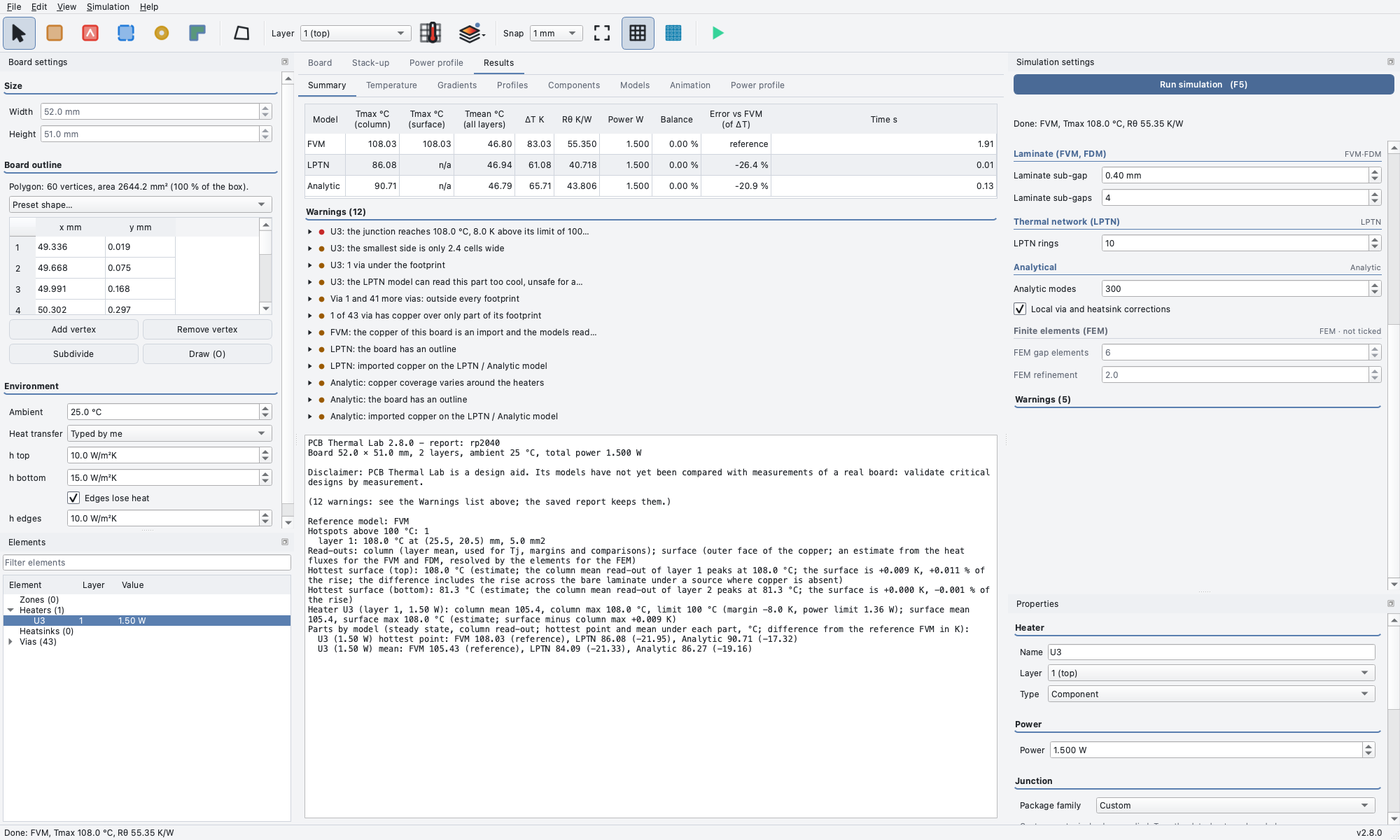 File Edit View Simulation Help
Layer 1 (top) Snap 1 mm
Board settings
Size
Width 52.0 mm
Height 51.0 mm
Board outline
Polygon: 60 vertices, area 2644.2 mm² (100 % of the box).
Preset shape...
x mm y mm
1 49.336 0.019
2 49.668 0.075
3 49.991 0.168
4 50.302 0.297
Add vertex Remove vertex
Subdivide Draw (O)
Environment
Ambient 25.0 °C
Heat transfer Typed by me
h top 10.0 W/m²K
h bottom 15.0 W/m²K
Edges lose heat
h edges 10.0 W/m²K
Elements
Filter elements
Element Layer Value
Zones (0)
Heaters (1)
U3 1 1.50 W
Heatsinks (0)
Vias (43)
Board Stack-up Power profile Results
Summary Temperature Gradients Profiles Components Models Animation Power profile
Model Tmax °C (column) Tmax °C (surface) Tmean °C (all layers) ΔT K Rθ K/W Power W Balance Error vs FVM (of ΔT) Time s
FVM 108.03 108.03 46.80 83.03 55.350 1.500 0.00 % reference 1.91
LPTN 86.08 n/a 46.94 61.08 40.718 1.500 0.00 % -26.4 % 0.01
Analytic 90.71 n/a 46.79 65.71 43.806 1.500 0.00 % -20.9 % 0.13
Warnings (12)
U3: the junction reaches 108.0 °C, 8.0 K above its limit of 100...
U3: the smallest side is only 2.4 cells wide
U3: 1 via under the footprint
U3: the LPTN model can read this part too cool, unsafe for a...
Via 1 and 41 more vias: outside every footprint
1 of 43 via has copper over only part of its footprint
FVM: the copper of this board is an import and the models read...
LPTN: the board has an outline
LPTN: imported copper on the LPTN / Analytic model
Analytic: copper coverage varies around the heaters
Analytic: the board has an outline
Analytic: imported copper on the LPTN / Analytic model
PCB Thermal Lab 2.8.0 — report: rp2040
Board 52.0 × 51.0 mm, 2 layers, ambient 25 °C, total power 1.500 W
Disclaimer: PCB Thermal Lab is a design aid. Its models have not yet been compared with measurements of a real board: validate critical
designs by measurement.
(12 warnings: see the Warnings list above; the saved report keeps them.)
Reference model: FVM
Hotspots above 100 °C: 1
layer 1: 108.0 °C at (25.5, 20.5) mm, 5.0 mm2
Read-outs: column (layer mean, used for Tj, margins and comparisons); surface (outer face of the copper; an estimate from the heat
fluxes for the FVM and FDM, resolved by the elements for the FEM)
Hottest surface (top): 108.0 °C (estimate; the column mean read-out of layer 1 peaks at 108.0 °C; the surface is +0.009 K, +0.011 % of
the rise; the difference includes the rise across the bare laminate under a source where copper is absent)
Hottest surface (bottom): 81.3 °C (estimate; the column mean read-out of layer 2 peaks at 81.3 °C; the surface is +0.000 K, −0.001 % of
the rise)
Heater U3 (layer 1, 1.50 W): column mean 105.4, column max 108.0 °C, limit 100 °C (margin −8.0 K, power limit 1.36 W); surface mean
105.4, surface max 108.0 °C (estimate; surface minus column max +0.009 K)
Parts by model (steady state, column read-out; hottest point and mean under each part, °C; difference from the reference FVM in K):
U3 (1.50 W) hottest point: FVM 108.03 (reference), LPTN 86.08 (−21.95), Analytic 90.71 (−17.32)
U3 (1.50 W) mean: FVM 105.43 (reference), LPTN 84.09 (−21.33), Analytic 86.27 (−19.16)
Simulation settings
Run simulation (F5)
Done: FVM, Tmax 108.0 °C, Rθ 55.35 K/W
Laminate (FVM, FDM) FVM·FDM
Laminate sub-gap 0.40 mm
Laminate sub-gaps 4
Thermal network (LPTN) LPTN
LPTN rings 10
Analytical Analytic
Analytic modes 300
Local via and heatsink corrections
Finite elements (FEM) FEM · not ticked
FEM gap elements 6
FEM refinement 2.0
Warnings (5)
Properties
Heater
Name U3
Layer 1 (top)
Type Component
Power
Power 1.500 W
Junction
Package family Custom
Done: FVM, Tmax 108.0 °C, Rθ 55.35 K/W
v2.8.0